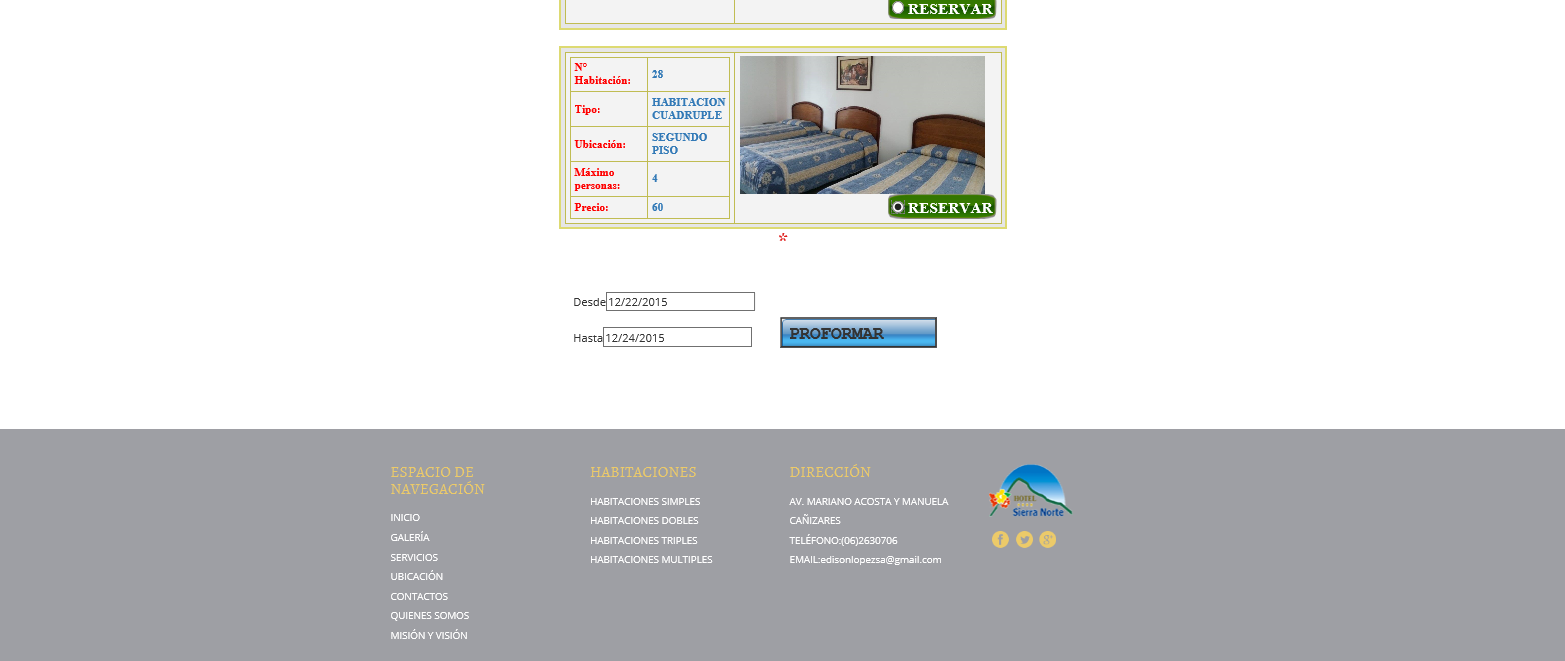 RESERVAR
N°
Habitación:
28
Tipo:
HABITACION
CUADRUPLE
Ubicación:
SEGUNDO
PISO
Máximo
personas:
4
Precio:
60
RESERVAR
*
Desde 12/22/2015
Hasta 12/24/2015
PROFORMAR
ESPACIO DE
NAVEGACIÓN
INICIO
GALERÍA
SERVICIOS
UBICACIÓN
CONTACTOS
QUIENES SOMOS
MISIÓN Y VISIÓN
HABITACIONES
HABITACIONES SIMPLES
HABITACIONES DOBLES
HABITACIONES TRIPLES
HABITACIONES MULTIPLES
DIRECCIÓN
AV. MARIANO ACOSTA Y MANUELA
CAÑIZARES
TELÉFONO:(06)2630706
EMAIL:edisonlopezsa@gmail.com
HOTEL
Sierra Norte